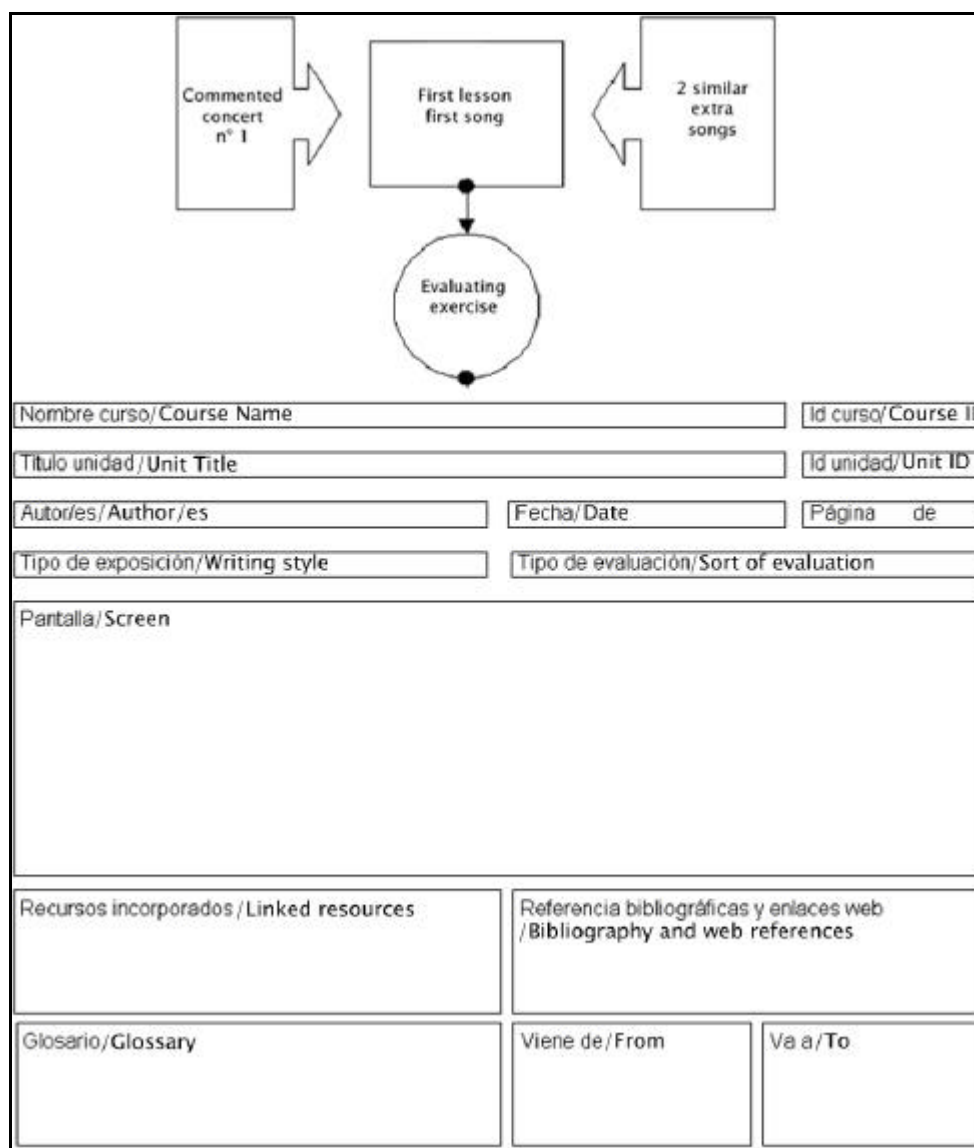 Commented
concert
n° 1
First lesson
first song
2 similar
extra
songs
Evaluating
exercise
Nombre curso/Course Name
Id curso/Course I
Título unidad/Unit Title
Id unidad/Unit ID
Autor/es/Author/es
Fecha/Date
Página de
Tipo de exposición/Writing style
Tipo de evaluación/Sort of evaluation
Pantalla/Screen
Recursos incorporados/Linked resources
Referencia bibliográficas y enlaces web
/Bibliography and web references
Glosario/Glossary
Viene de/From
Va a/To